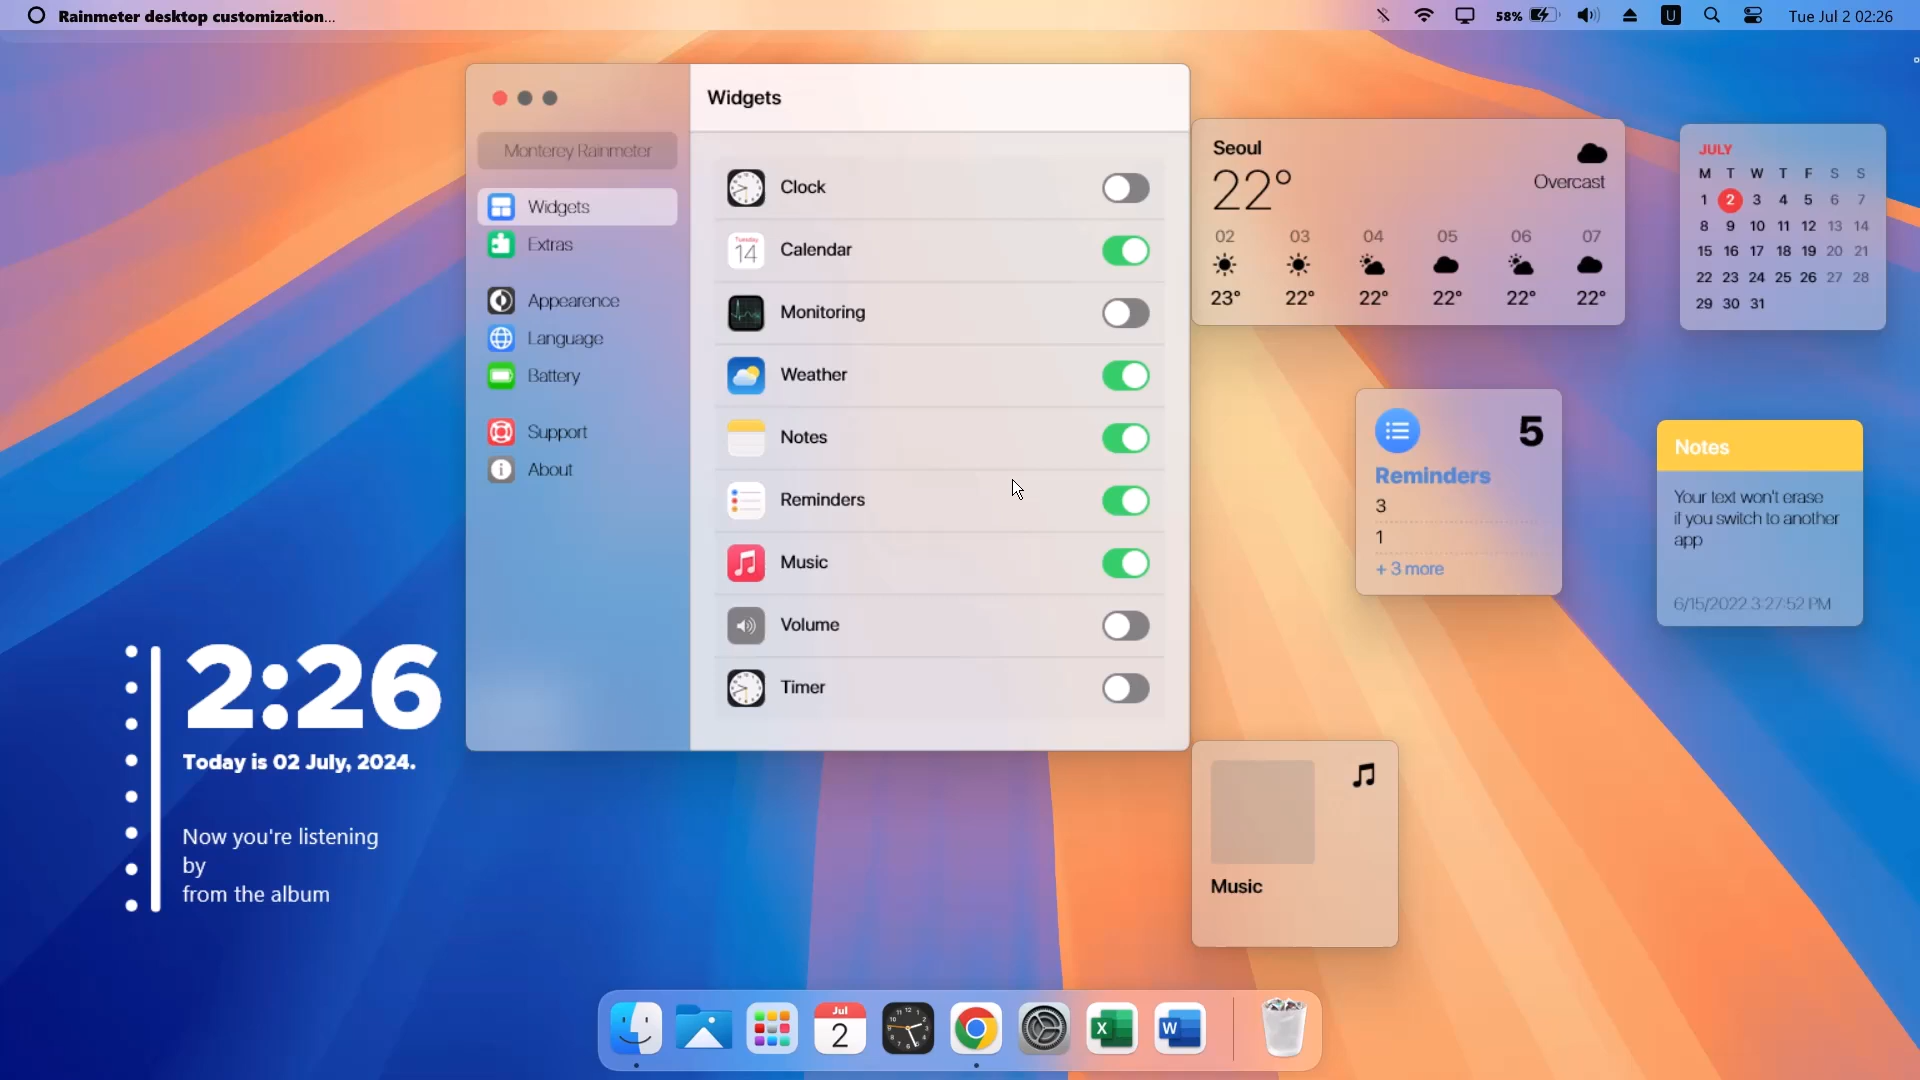 Rainmeter desktop customization...
58%
U
Tue Jul 2 02:26
Monterey Rainmeter
Widgets
Extras
Appearence
Language
Battery
Support
About
Widgets
Clock
Tuesday
14
Calendar
Monitoring
Weather
Notes
Reminders
Music
Volume
Timer
Seoul
22°
Overcast
02 03 04 05 06 07
23° 22° 22° 22° 22° 22°
JULY
M T W T F S S
1 2 3 4 5 6 7
8 9 10 11 12 13 14
15 16 17 18 19 20 21
22 23 24 25 26 27 28
29 30 31
5
Reminders
3
1
+ 3 more
Notes
Your text won't erase
if you switch to another
app
6/15/2022 3:27:52 PM
2:26
Today is 02 July, 2024.
Now you're listening
by
from the album
Music
Jul
2
X
W